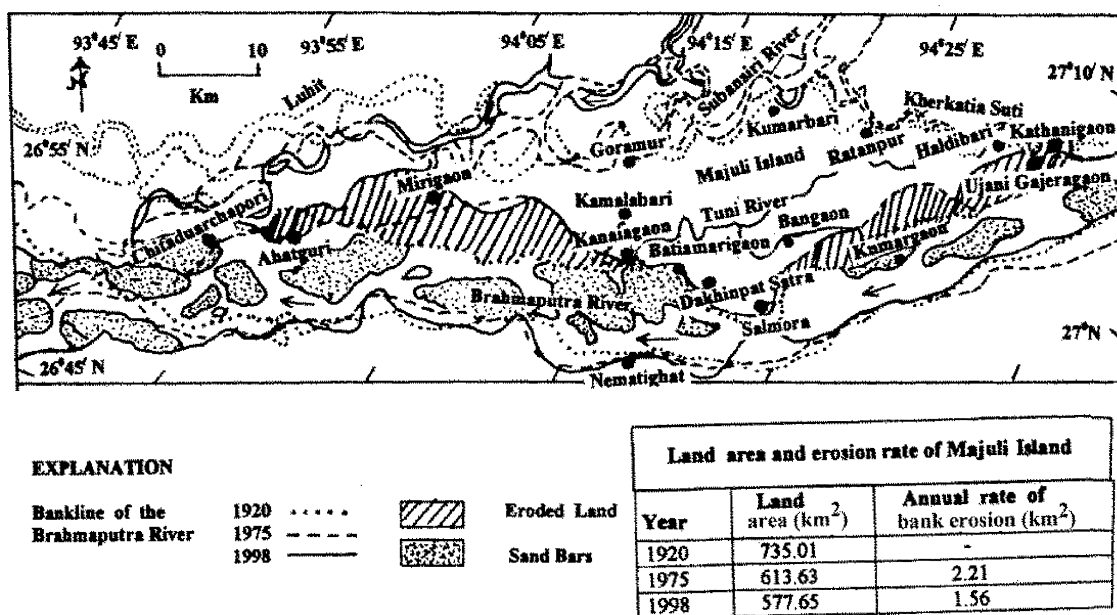 93°45′ E 0 10 93°55′ E 94°05′ E 94°15′ E 94°25′ E
27°10′ N
Km
Luhit
Subansiri River
Kherkatia Suti
Kumarbari
26°55′ N
Goramur
Majuli Island
Ratanpur
Haldibari
Kathanigaon
Mirigaon
Ujani Gajeragaon
Kamalabari
Tuni River
Chifadusrchapori
Kanaiagaon
Bangaon
Ahatguri
Batiamarigaon
Kumargaon
Brahmaputra River
Dakhinpat Satra
Salmora
27°N
26°45′ N
Nematighat
EXPLANATION
Bankline of the 1920 Eroded Land
Brahmaputra River 1975
1998 Sand Bars
Land area and erosion rate of Majuli Island
Year Land area (km2) Annual rate of bank erosion (km2)
1920 735.01 -
1975 613.63 2.21
1998 577.65 1.56